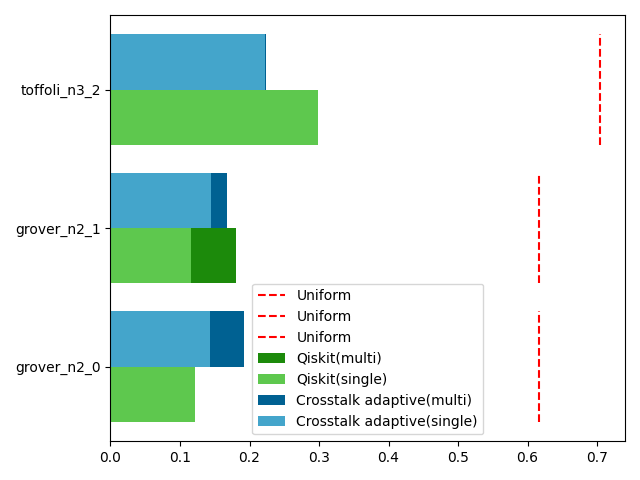 toffoli_n3_2
grover_n2_1
grover_n2_0
Uniform
Uniform
Uniform
Qiskit(multi)
Qiskit(single)
Crosstalk adaptive(multi)
Crosstalk adaptive(single)
0.0 0.1 0.2 0.3 0.4 0.5 0.6 0.7